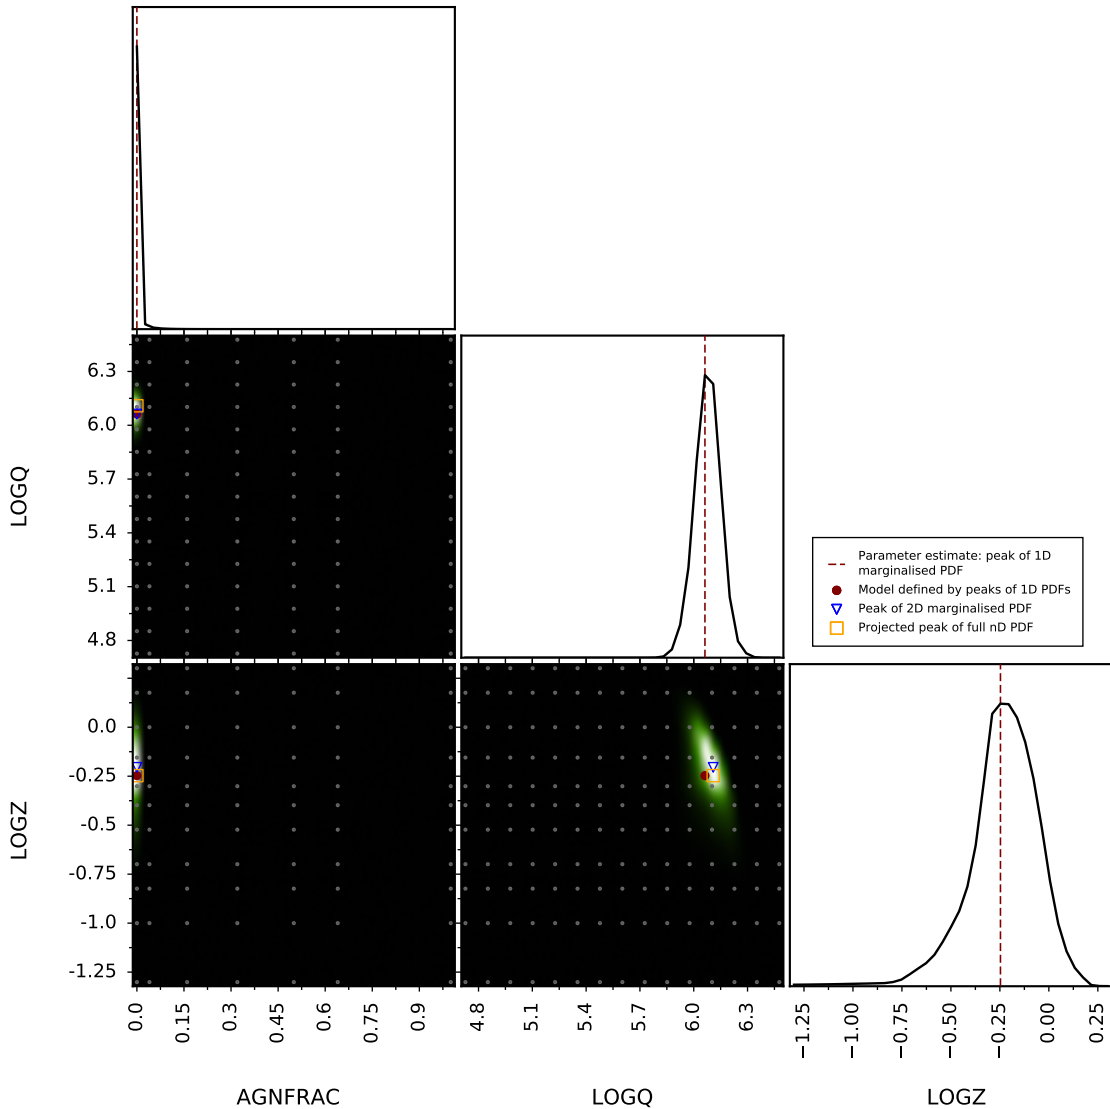 6.3
6.0
5.7
5.4
5.1
4.8
LOGQ
Parameter estimate: peak of 1D
marginalised PDF
Model defined by peaks of 1D PDFs
Peak of 2D marginalised PDF
Projected peak of full nD PDF
0.0
-0.25
-0.5
-0.75
-1.0
-1.25
LOGZ
0.0 0.15 0.3 0.45 0.6 0.75 0.9
4.8 5.1 5.4 5.7 6.0 6.3
−1.25 −1.00 −0.75 −0.50 −0.25 0.00 0.25
AGNFRAC LOGQ LOGZ